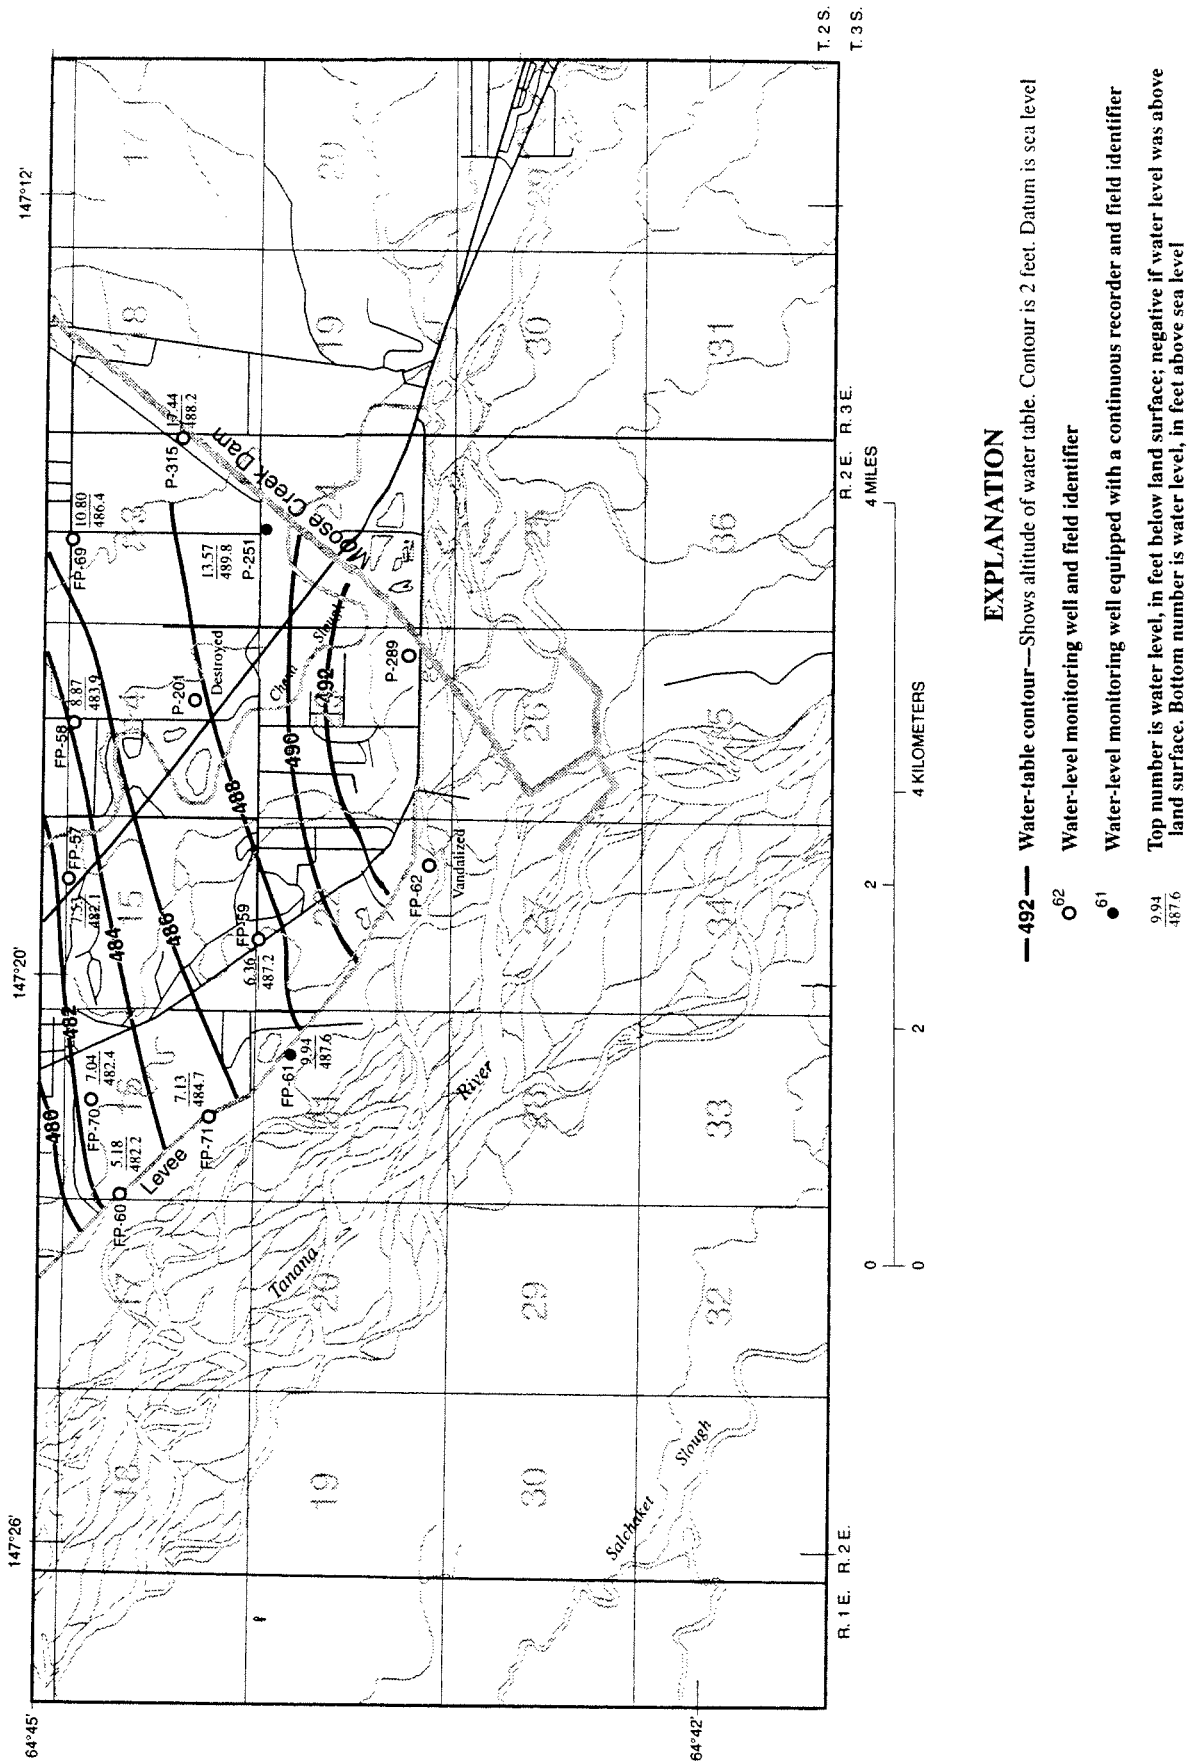 64°45'
147°26'
147°20'
147°12'
T. 2 S.
T. 3 S.
480
482
484
486
488
490
492
FP-60
5.18
482.2
FP-70
7.04
482.4
FP-71
7.13
484.7
FP-61
9.94
487.6
FP-57
7.53
482.1
FP-59
6.36
487.2
FP-58
8.87
483.9
P-201
Destroyed
FP-69
10.80
486.4
P-315
17.44
488.2
P-251
13.57
489.8
P-289
FP-62
Vandalized
Levee
Moose Creek Dam
Chena Slough
Tanana
River
Salchaket
Slough
18
17
16
15
14
13
18
17
19
20
21
22
24
19
20
30
29
28
27
26
25
30
29
32
33
34
35
36
31
64°42'
R. 1 E.
R. 2 E.
R. 2 E.
R. 3 E.
0
2
4 MILES
0
2
4 KILOMETERS
EXPLANATION
—492— Water-table contour—Shows altitude of water table. Contour is 2 feet. Datum is sea level
62 Water-level monitoring well and field identifier
61 Water-level monitoring well equipped with a continuous recorder and field identifier
9.94 Top number is water level, in feet below land surface; negative if water level was above
487.6 land surface. Bottom number is water level, in feet above sea level